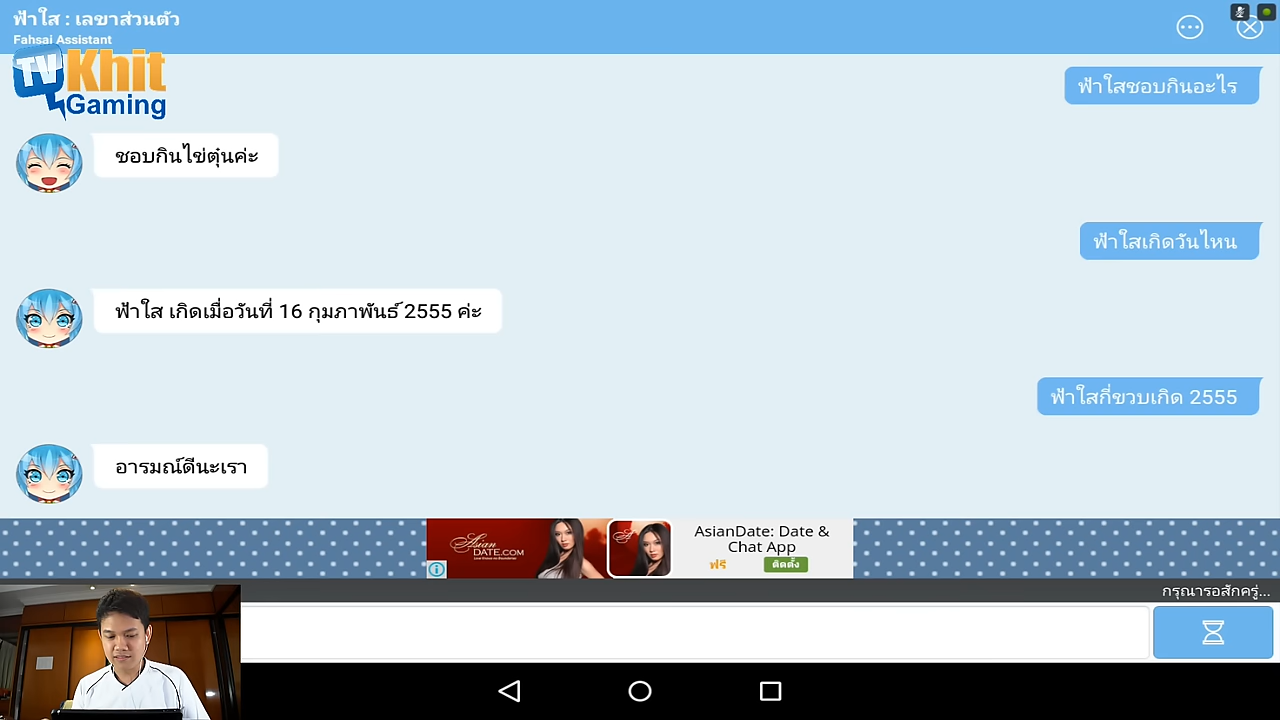 ฟ้าใส : เลขาส่วนตัว
Fahsai Assistant
TV Khit
Gaming
ฟ้าใสชอบกินอะไร
ชอบกินไข่ตุ๋นค่ะ
ฟ้าใสเกิดวันไหน
ฟ้าใส เกิดเมื่อวันที่ 16 กุมภาพันธ์ 2555 ค่ะ
ฟ้าใสกี่ขวบเกิด 2555
อารมณ์ดีนะเรา
Asian
DATE.COM
AsianDate: Date &
Chat App
ฟรี
ติดตั้ง
กรุณารอสักครู่...